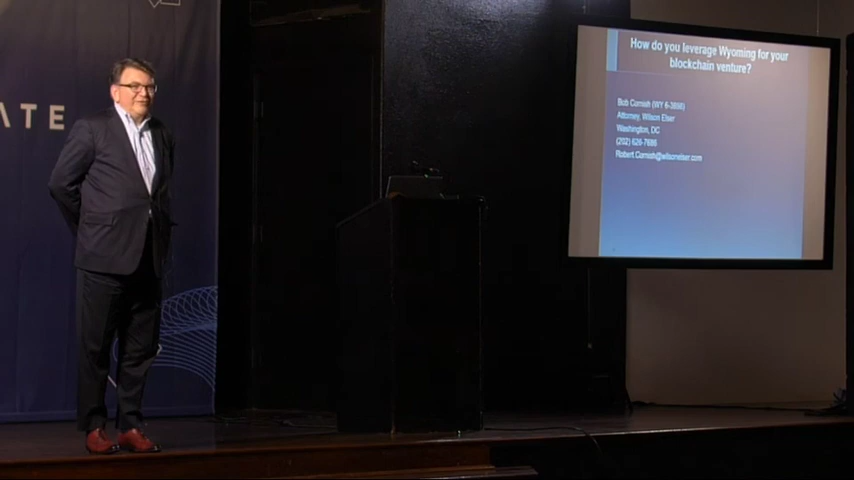 ATE
How do you leverage Wyoming for your
blockchain venture?
Bob Cornish (WY 6-3898)
Attorney, Wilson Elser
Washington, DC
(202) 626-7686
Robert.Cornish@wilsonelser.com